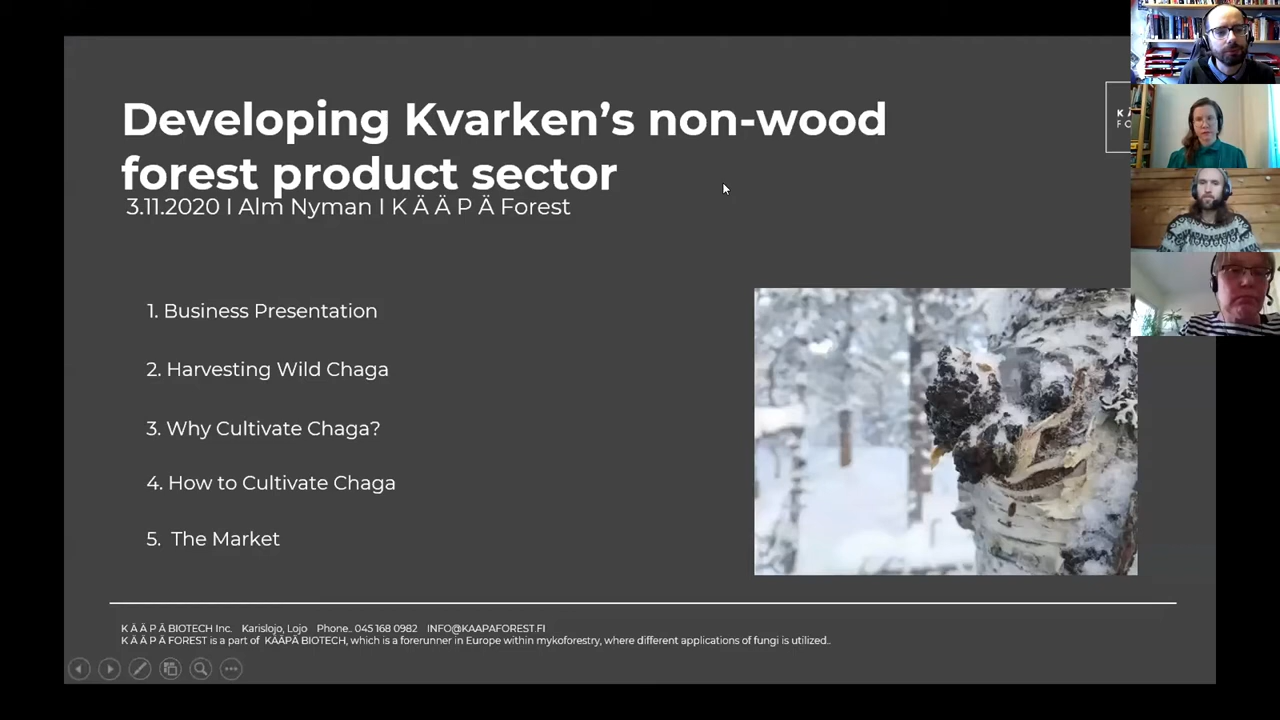 Developing Kvarken's non-wood
forest product sector
3.11.2020 I Alm Nyman I K Ä Ä P Ä Forest
1. Business Presentation
2. Harvesting Wild Chaga
3. Why Cultivate Chaga?
4. How to Cultivate Chaga
5. The Market
K Ä Ä P Ä BIOTECH Inc. Karislojo, Lojo Phone.. 045 168 0982 INFO@KAAPAFOREST.FI
K Ä Ä P Ä FOREST is a part of KÄÄPÄ BIOTECH, which is a forerunner in Europe within mykoforestry, where different applications of fungi is utilized..